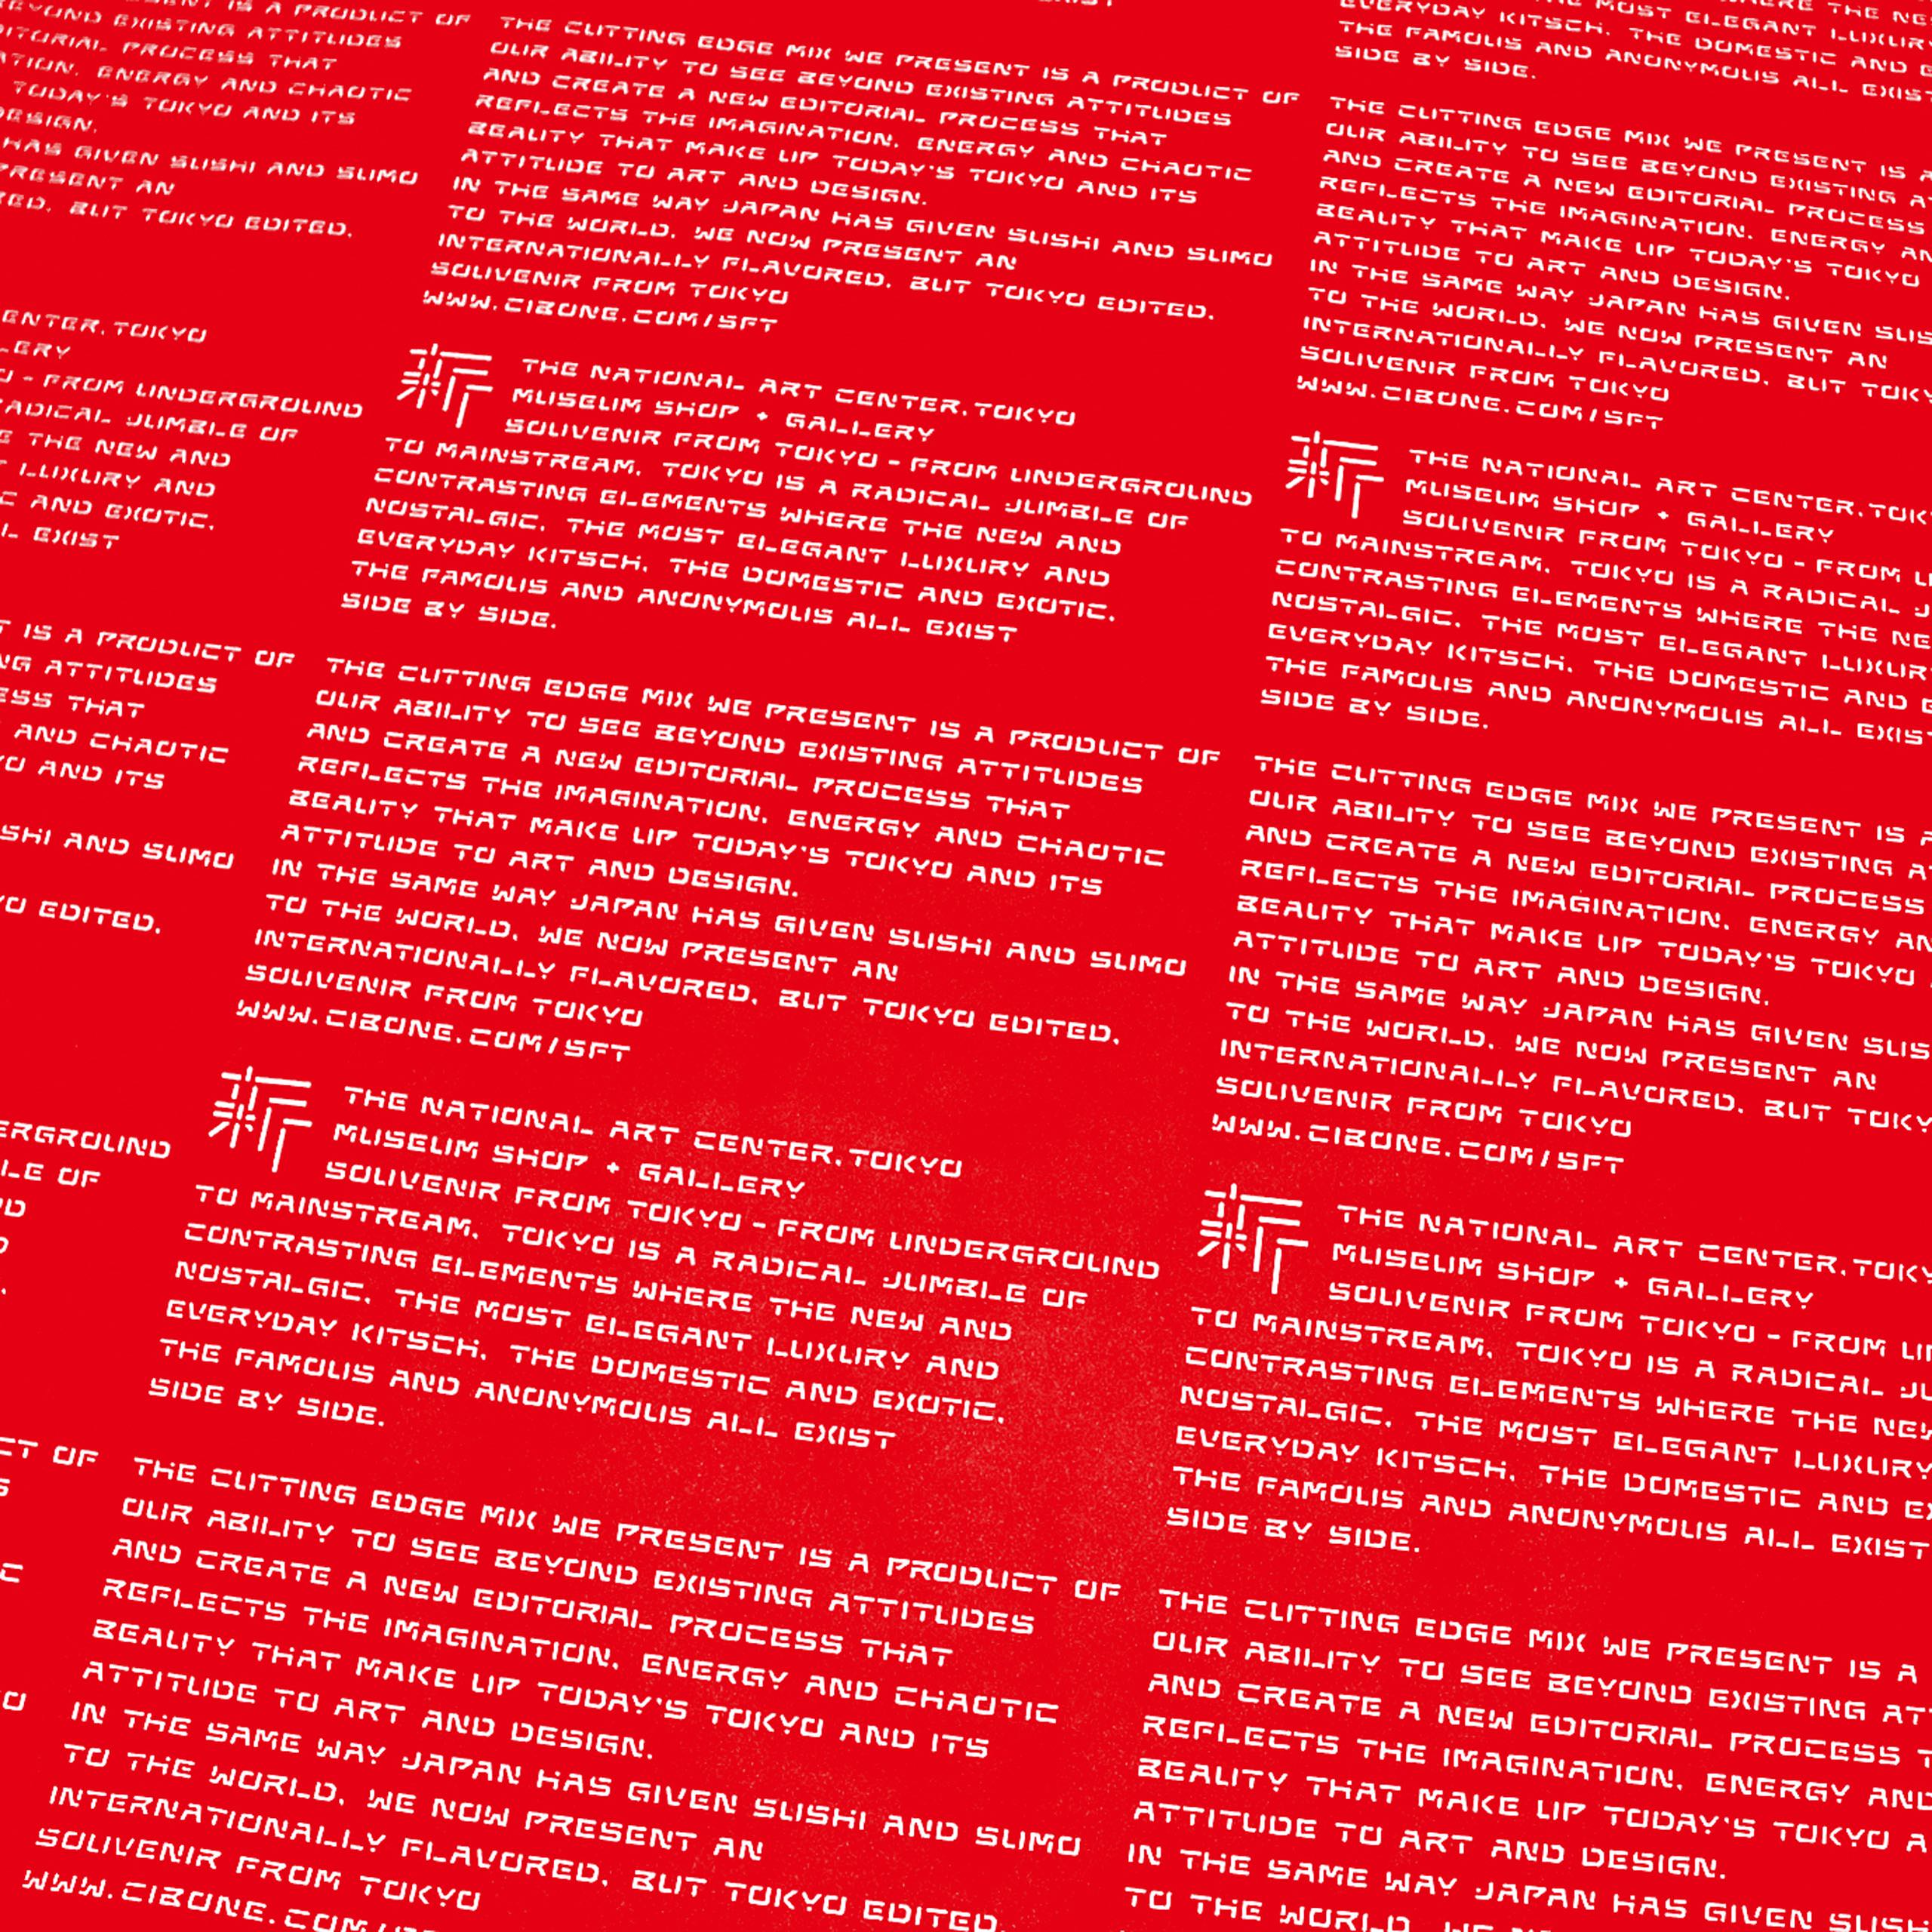 ENT IS A PRODUCT OF
BEYOND EXISTING ATTITUDES
EDITORIAL PROCESS THAT
ENERGY AND CHAOTIC
TODAY'S TOKYO AND ITS
DESIGN.
HAS GIVEN SUSHI AND SUMO
PRESENT AN
BUT TOKYO EDITED,
CENTER,TOKYO
- FROM UNDERGROUND
RADICAL JUMBLE OF
THE NEW AND
LUXURY AND
AND EXOTIC,
EXIST
IS A PRODUCT OF
ATTITUDES
THAT
AND CHAOTIC
AND ITS
AND SUMO
EDITED,
OF
OF
THE CUTTING EDGE MIX WE PRESENT IS A PRODUCT OF
OUR ABILITY TO SEE BEYOND EXISTING ATTITUDES
AND CREATE A NEW EDITORIAL PROCESS THAT
REFLECTS THE IMAGINATION, ENERGY AND CHAOTIC
BEAUTY THAT MAKE UP TODAY'S TOKYO AND ITS
ATTITUDE TO ART AND DESIGN.
IN THE SAME WAY JAPAN HAS GIVEN SUSHI AND SUMO
TO THE WORLD, WE NOW PRESENT AN
INTERNATIONALLY FLAVORED, BUT TOKYO EDITED,
SOUVENIR FROM TOKYO
WWW.CIBONE.COM/SFT
新 THE NATIONAL ART CENTER,TOKYO
MUSEUM SHOP + GALLERY
SOUVENIR FROM TOKYO - FROM UNDERGROUND
TO MAINSTREAM, TOKYO IS A RADICAL JUMBLE OF
CONTRASTING ELEMENTS WHERE THE NEW AND
NOSTALGIC, THE MOST ELEGANT LUXURY AND
EVERYDAY KITSCH, THE DOMESTIC AND EXOTIC,
THE FAMOUS AND ANONYMOUS ALL EXIST
SIDE BY SIDE.
THE CUTTING EDGE MIX WE PRESENT IS A PRODUCT OF
OUR ABILITY TO SEE BEYOND EXISTING ATTITUDES
AND CREATE A NEW EDITORIAL PROCESS THAT
REFLECTS THE IMAGINATION, ENERGY AND CHAOTIC
BEAUTY THAT MAKE UP TODAY'S TOKYO AND ITS
ATTITUDE TO ART AND DESIGN.
IN THE SAME WAY JAPAN HAS GIVEN SUSHI AND SUMO
TO THE WORLD, WE NOW PRESENT AN
INTERNATIONALLY FLAVORED, BUT TOKYO EDITED,
SOUVENIR FROM TOKYO
WWW.CIBONE.COM/SFT
新 THE NATIONAL ART CENTER,TOKYO
MUSEUM SHOP + GALLERY
SOUVENIR FROM TOKYO - FROM UNDERGROUND
TO MAINSTREAM, TOKYO IS A RADICAL JUMBLE OF
CONTRASTING ELEMENTS WHERE THE NEW AND
NOSTALGIC, THE MOST ELEGANT LUXURY AND
EVERYDAY KITSCH, THE DOMESTIC AND EXOTIC,
THE FAMOUS AND ANONYMOUS ALL EXIST
SIDE BY SIDE.
THE CUTTING EDGE MIX WE PRESENT IS A PRODUCT OF
OUR ABILITY TO SEE BEYOND EXISTING ATTITUDES
AND CREATE A NEW EDITORIAL PROCESS THAT
REFLECTS THE IMAGINATION, ENERGY AND CHAOTIC
BEAUTY THAT MAKE UP TODAY'S TOKYO AND ITS
ATTITUDE TO ART AND DESIGN.
IN THE SAME WAY JAPAN HAS GIVEN SUSHI AND SUMO
TO THE WORLD, WE NOW PRESENT AN
INTERNATIONALLY FLAVORED, BUT TOKYO EDITED,
SOUVENIR FROM TOKYO
WWW.CIBONE.COM
EVERYDAY KITSCH, THE DOMESTIC AND
THE FAMOUS AND ANONYMOUS ALL EXIST
SIDE BY SIDE.
THE CUTTING EDGE MIX WE PRESENT IS A
OUR ABILITY TO SEE BEYOND EXISTING
AND CREATE A NEW EDITORIAL PROCESS
REFLECTS THE IMAGINATION, ENERGY
BEAUTY THAT MAKE UP TODAY'S TOKYO
ATTITUDE TO ART AND DESIGN.
IN THE SAME WAY JAPAN HAS GIVEN
TO THE WORLD, WE NOW PRESENT AN
INTERNATIONALLY FLAVORED, BUT
SOUVENIR FROM TOKYO
WWW.CIBONE.COM/SFT
新 THE NATIONAL ART CENTER,TOK
MUSEUM SHOP + GALLERY
SOUVENIR FROM TOKYO - FROM
TO MAINSTREAM, TOKYO IS A RADICAL
CONTRASTING ELEMENTS WHERE THE
NOSTALGIC, THE MOST ELEGANT
EVERYDAY KITSCH, THE DOMESTIC AND
THE FAMOUS AND ANONYMOUS ALL EXIST
SIDE BY SIDE.
THE CUTTING EDGE MIX WE PRESENT IS A
OUR ABILITY TO SEE BEYOND EXISTING
AND CREATE A NEW EDITORIAL PROCESS
REFLECTS THE IMAGINATION, ENERGY
BEAUTY THAT MAKE UP TODAY'S TOKYO
ATTITUDE TO ART AND DESIGN.
IN THE SAME WAY JAPAN HAS GIVEN
TO THE WORLD, WE NOW PRESENT AN
INTERNATIONALLY FLAVORED, BUT
SOUVENIR FROM TOKYO
WWW.CIBONE.COM/SFT
新 THE NATIONAL ART CENTER,TOK
MUSEUM SHOP + GALLERY
SOUVENIR FROM TOKYO - FROM
TO MAINSTREAM, TOKYO IS A RADICAL
CONTRASTING ELEMENTS WHERE THE NEW
NOSTALGIC, THE MOST ELEGANT LUXURY
EVERYDAY KITSCH, THE DOMESTIC AND
THE FAMOUS AND ANONYMOUS ALL EXIST
SIDE BY SIDE.
THE CUTTING EDGE MIX WE PRESENT IS A
OUR ABILITY TO SEE BEYOND EXISTING
AND CREATE A NEW EDITORIAL PROCESS
REFLECTS THE IMAGINATION, ENERGY AND
BEAUTY THAT MAKE UP TODAY'S TOKYO
ATTITUDE TO ART AND DESIGN.
IN THE SAME WAY JAPAN HAS GIVEN
TO THE WORLD,